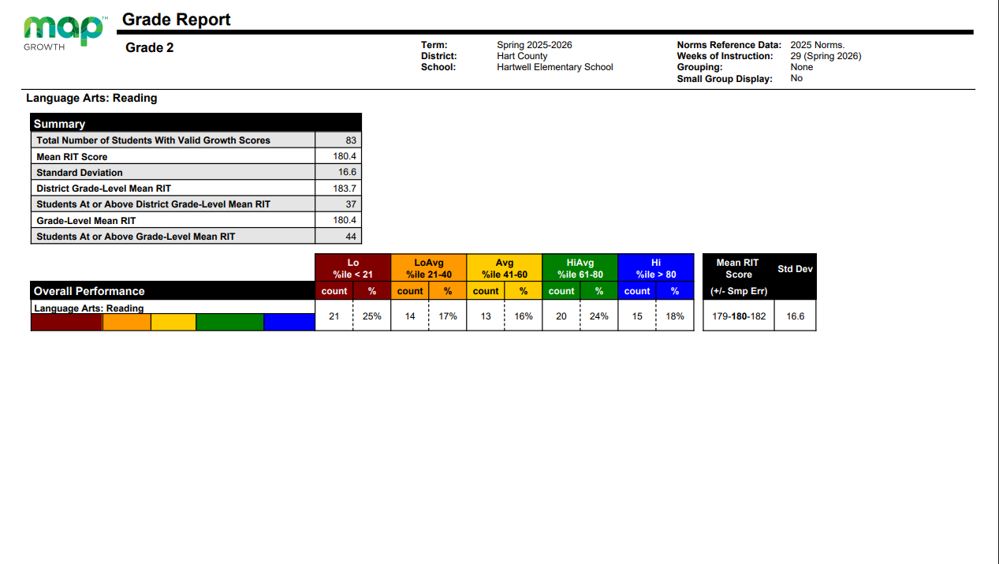 map™
GROWTH
Grade Report
Grade 2
Term: Spring 2025-2026
District: Hart County
School: Hartwell Elementary School
Norms Reference Data: 2025 Norms.
Weeks of Instruction: 29 (Spring 2026)
Grouping: None
Small Group Display: No
Language Arts: Reading
Summary
Total Number of Students With Valid Growth Scores 83
Mean RIT Score 180.4
Standard Deviation 16.6
District Grade-Level Mean RIT 183.7
Students At or Above District Grade-Level Mean RIT 37
Grade-Level Mean RIT 180.4
Students At or Above Grade-Level Mean RIT 44
Lo LoAvg Avg HiAvg Hi Mean RIT Score Std Dev
%ile < 21 %ile 21-40 %ile 41-60 %ile 61-80 %ile > 80
Overall Performance count % count % count % count % count % (+/- Smp Err)
Language Arts: Reading
21 25% 14 17% 13 16% 20 24% 15 18% 179-180-182 16.6